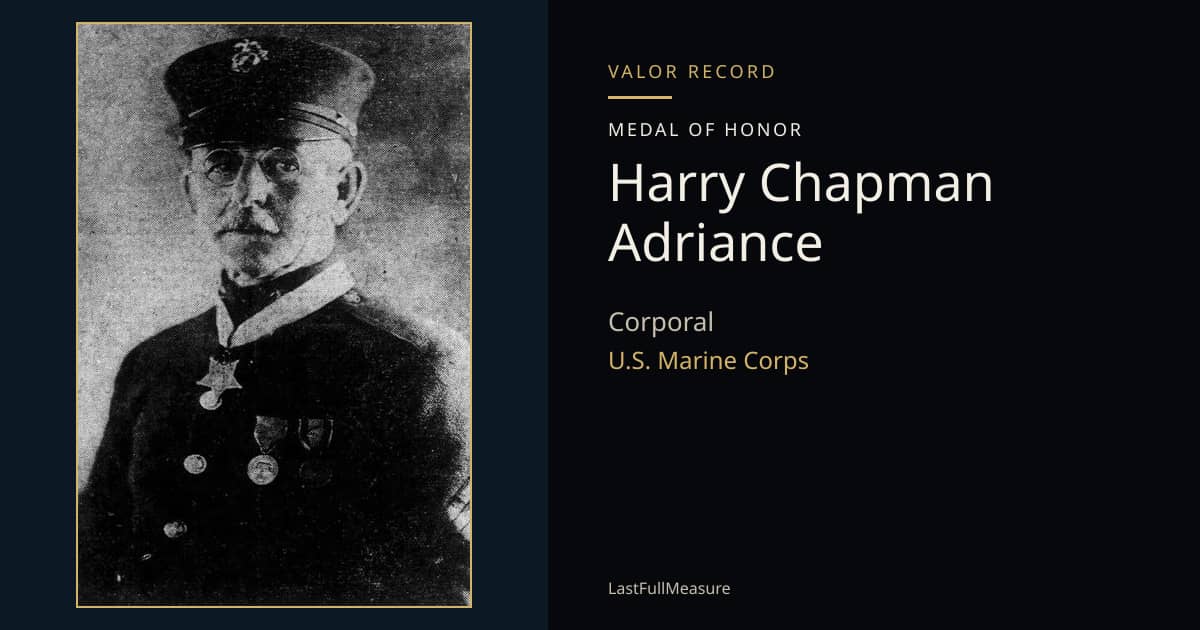 VALOR RECORD
MEDAL OF HONOR
Harry Chapman
Adriance
Corporal
U.S. Marine Corps
LastFullMeasure